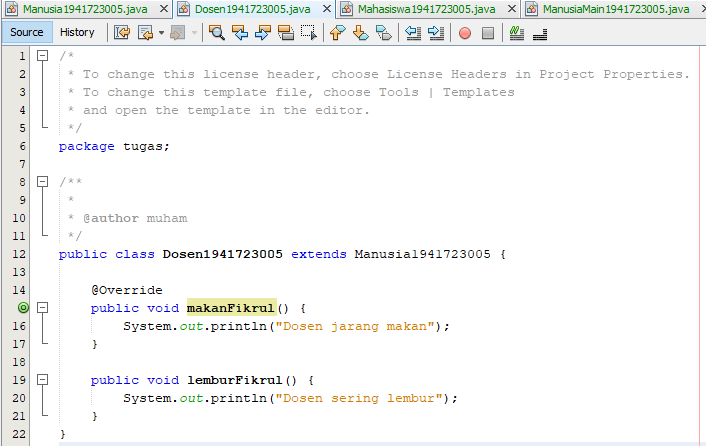 Manusia1941723005.java Dosen1941723005.java Mahasiswa1941723005.java ManusiaMain1941723005.java
Source History
1 /*
2 * To change this license header, choose License Headers in Project Properties.
3 * To change this template file, choose Tools | Templates
4 * and open the template in the editor.
5 */
6 package tugas;
7
8 /**
9 *
10 * @author muham
11 */
12 public class Dosen1941723005 extends Manusia1941723005 {
13
14 @Override
public void makanFikrul() {
16 System.out.println("Dosen jarang makan");
17 }
18
19 public void lemburFikrul() {
20 System.out.println("Dosen sering lembur");
21 }
22 }